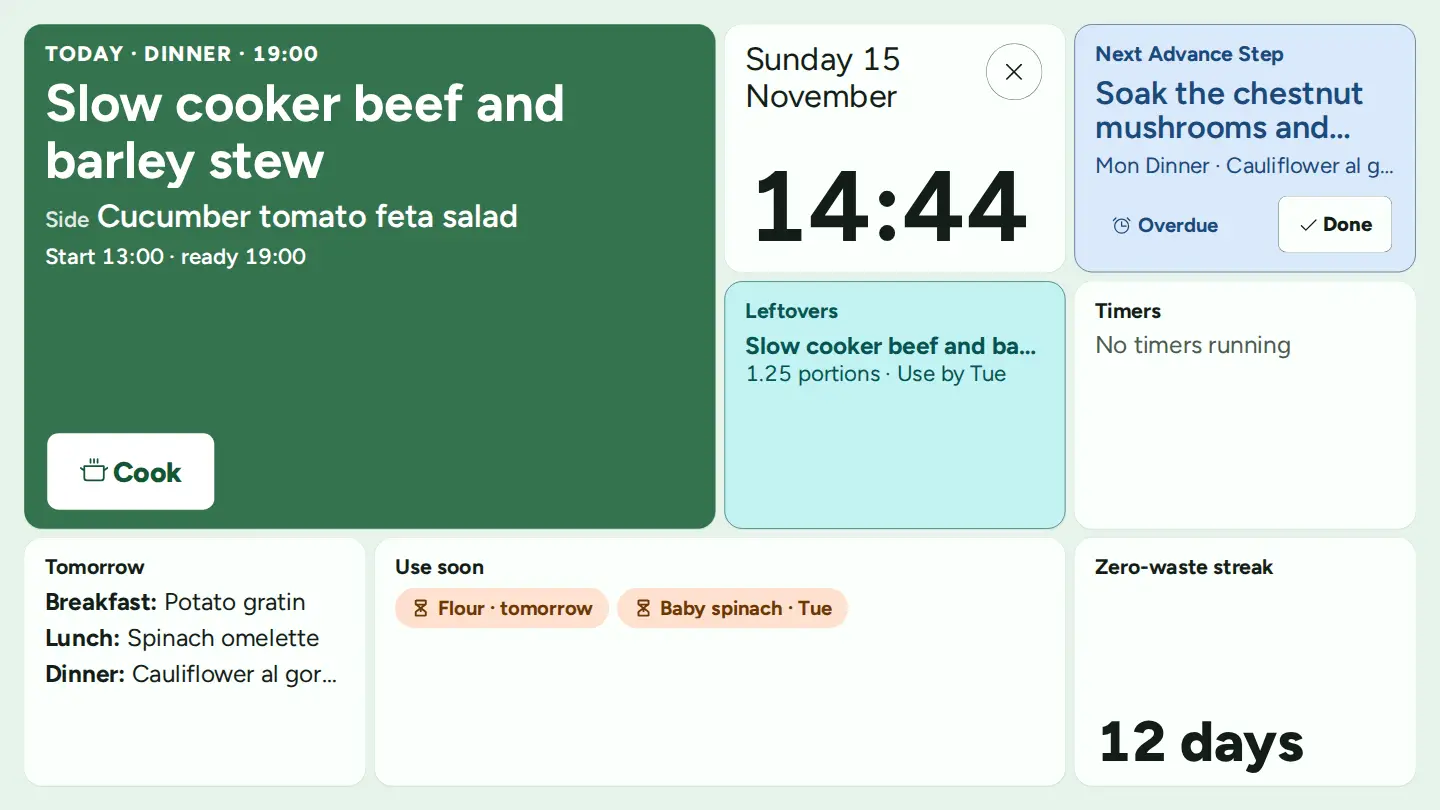 TODAY · DINNER · 19:00
Slow cooker beef and
barley stew
Side Cucumber tomato feta salad
Start 13:00 · ready 19:00
Cook
Sunday 15
November
14:44
Next Advance Step
Soak the chestnut
mushrooms and...
Mon Dinner · Cauliflower al g...
Overdue
Done
Leftovers
Slow cooker beef and ba...
1.25 portions · Use by Tue
Timers
No timers running
Tomorrow
Breakfast: Potato gratin
Lunch: Spinach omelette
Dinner: Cauliflower al gor...
Use soon
Flour · tomorrow
Baby spinach · Tue
Zero-waste streak
12 days